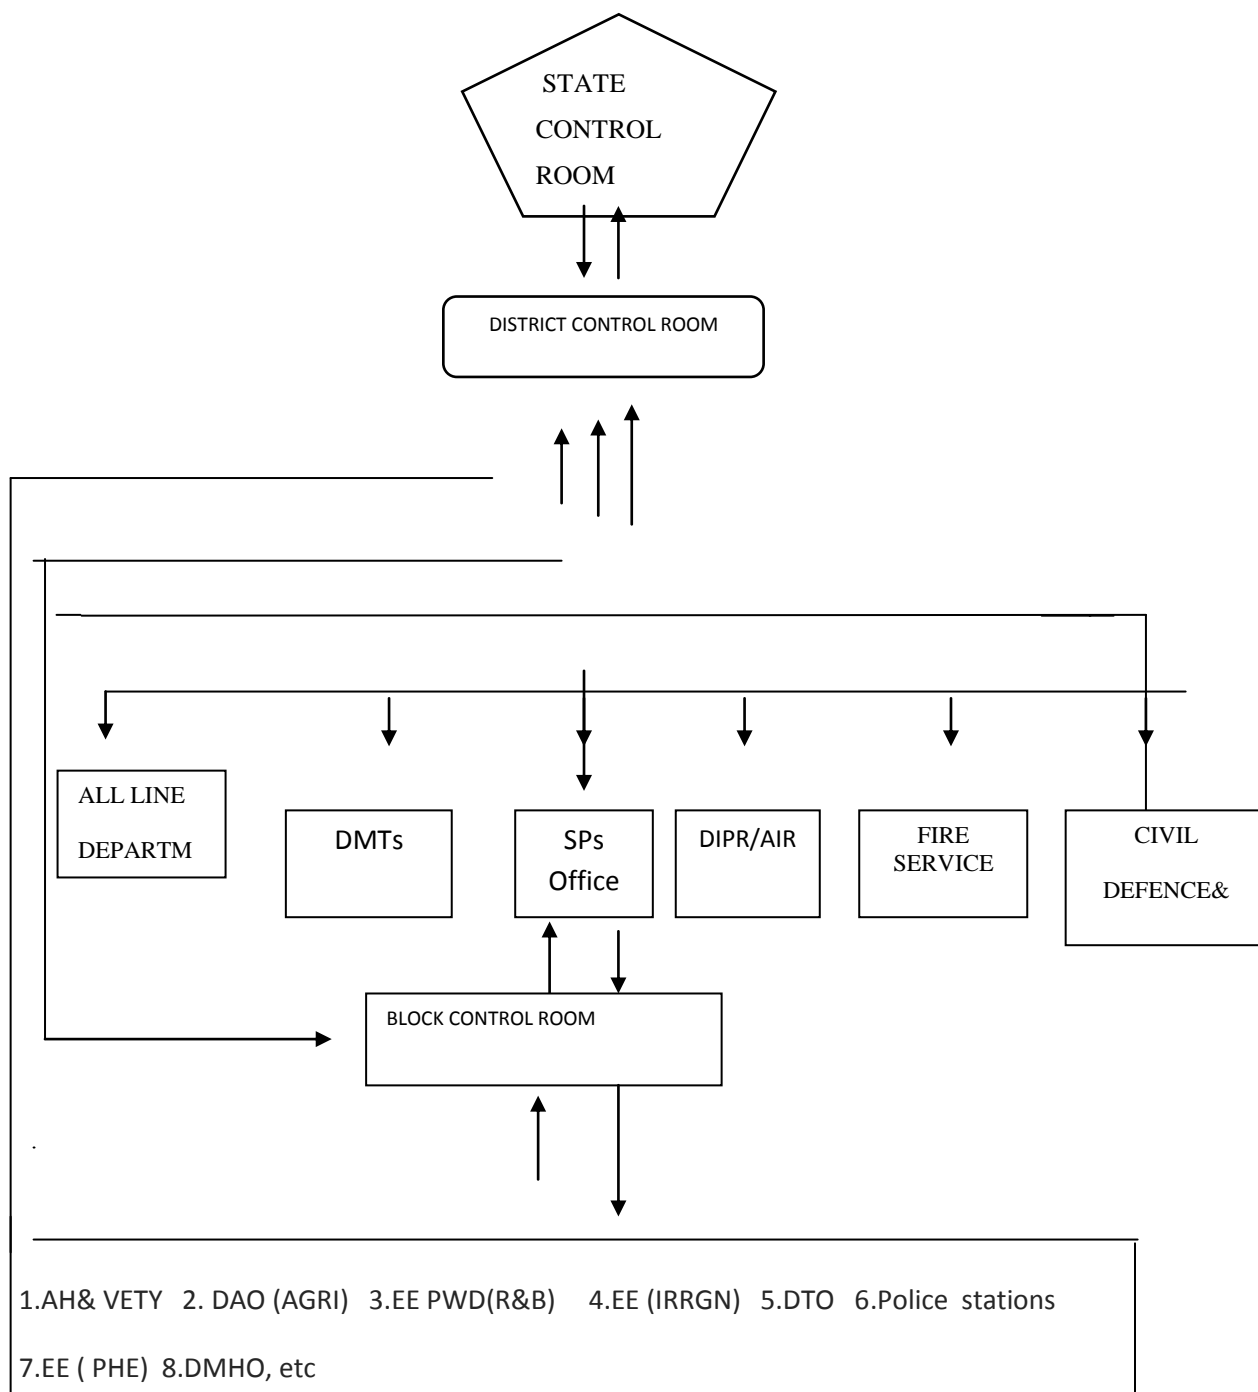 STATE
CONTROL
ROOM
DISTRICT CONTROL ROOM
ALL LINE
DEPARTM
DMTs
SPs
Office
DIPR/AIR
FIRE
SERVICE
CIVIL
DEFENCE&
BLOCK CONTROL ROOM
1.AH& VETY 2. DAO (AGRI) 3.EE PWD(R&B) 4.EE (IRRGN) 5.DTO 6.Police stations
7.EE ( PHE) 8.DMHO, etc